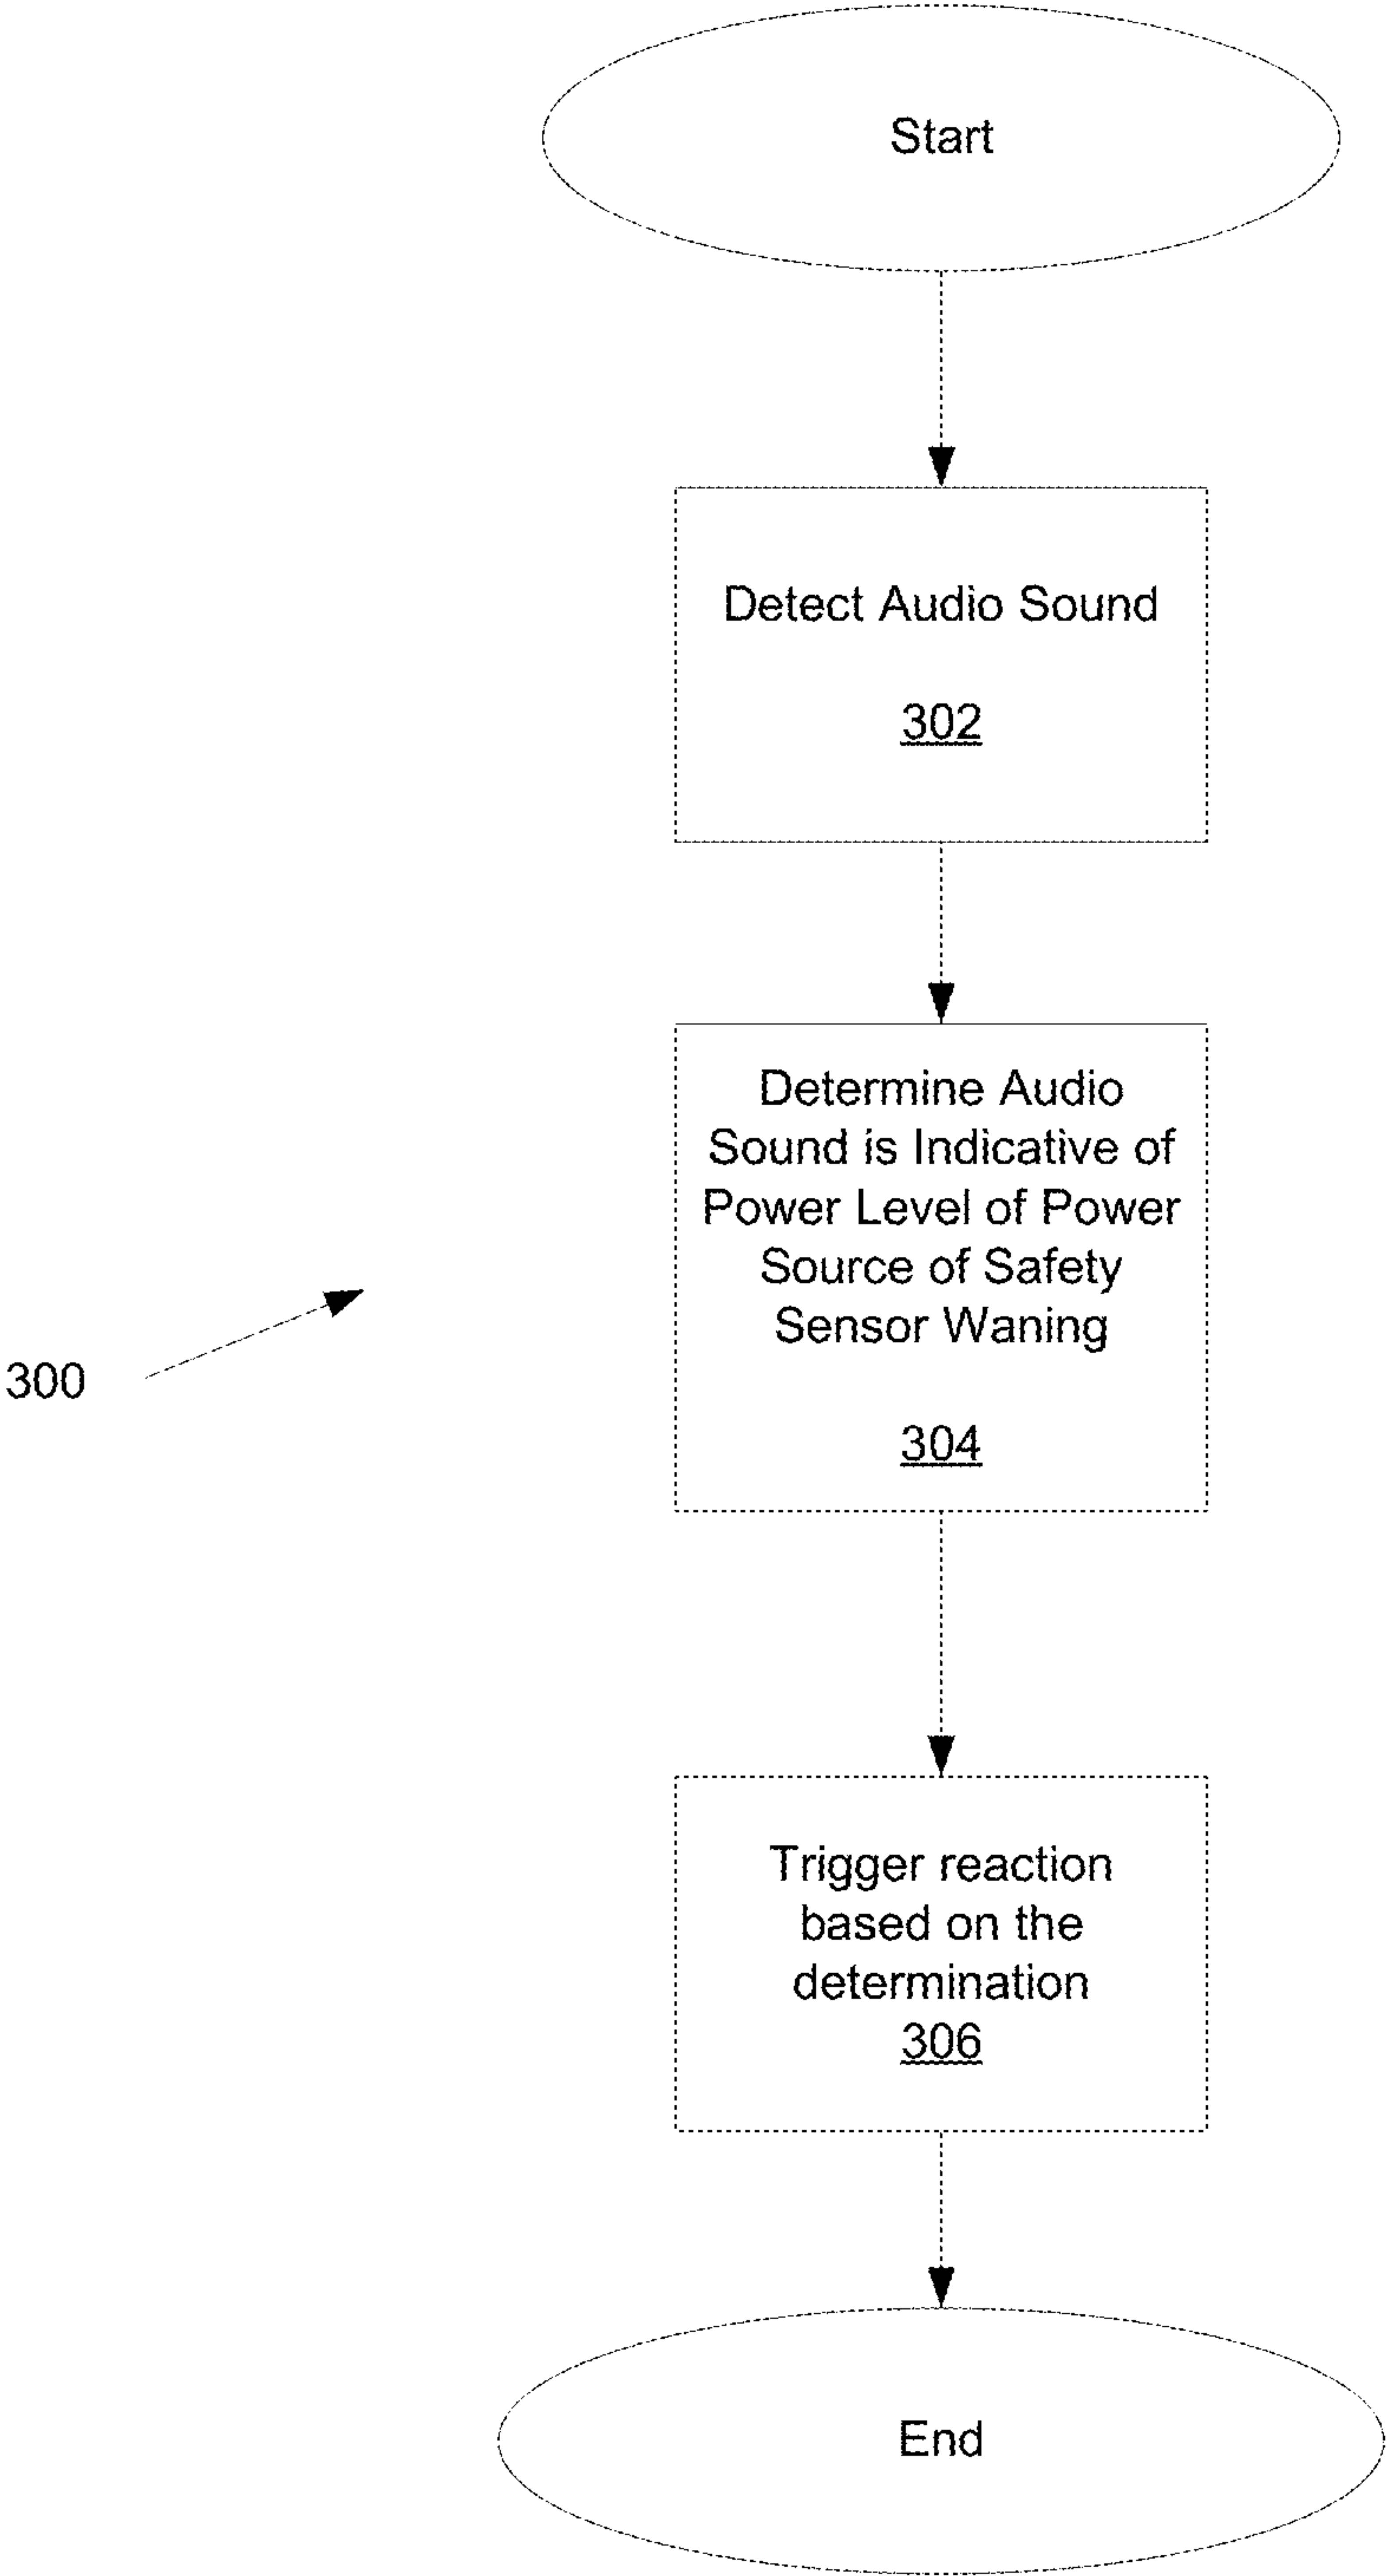 Start
Detect Audio Sound
302
Determine Audio
Sound is Indicative of
Power Level of Power
Source of Safety
Sensor Waning
304
300
Trigger reaction
based on the
determination
306
End